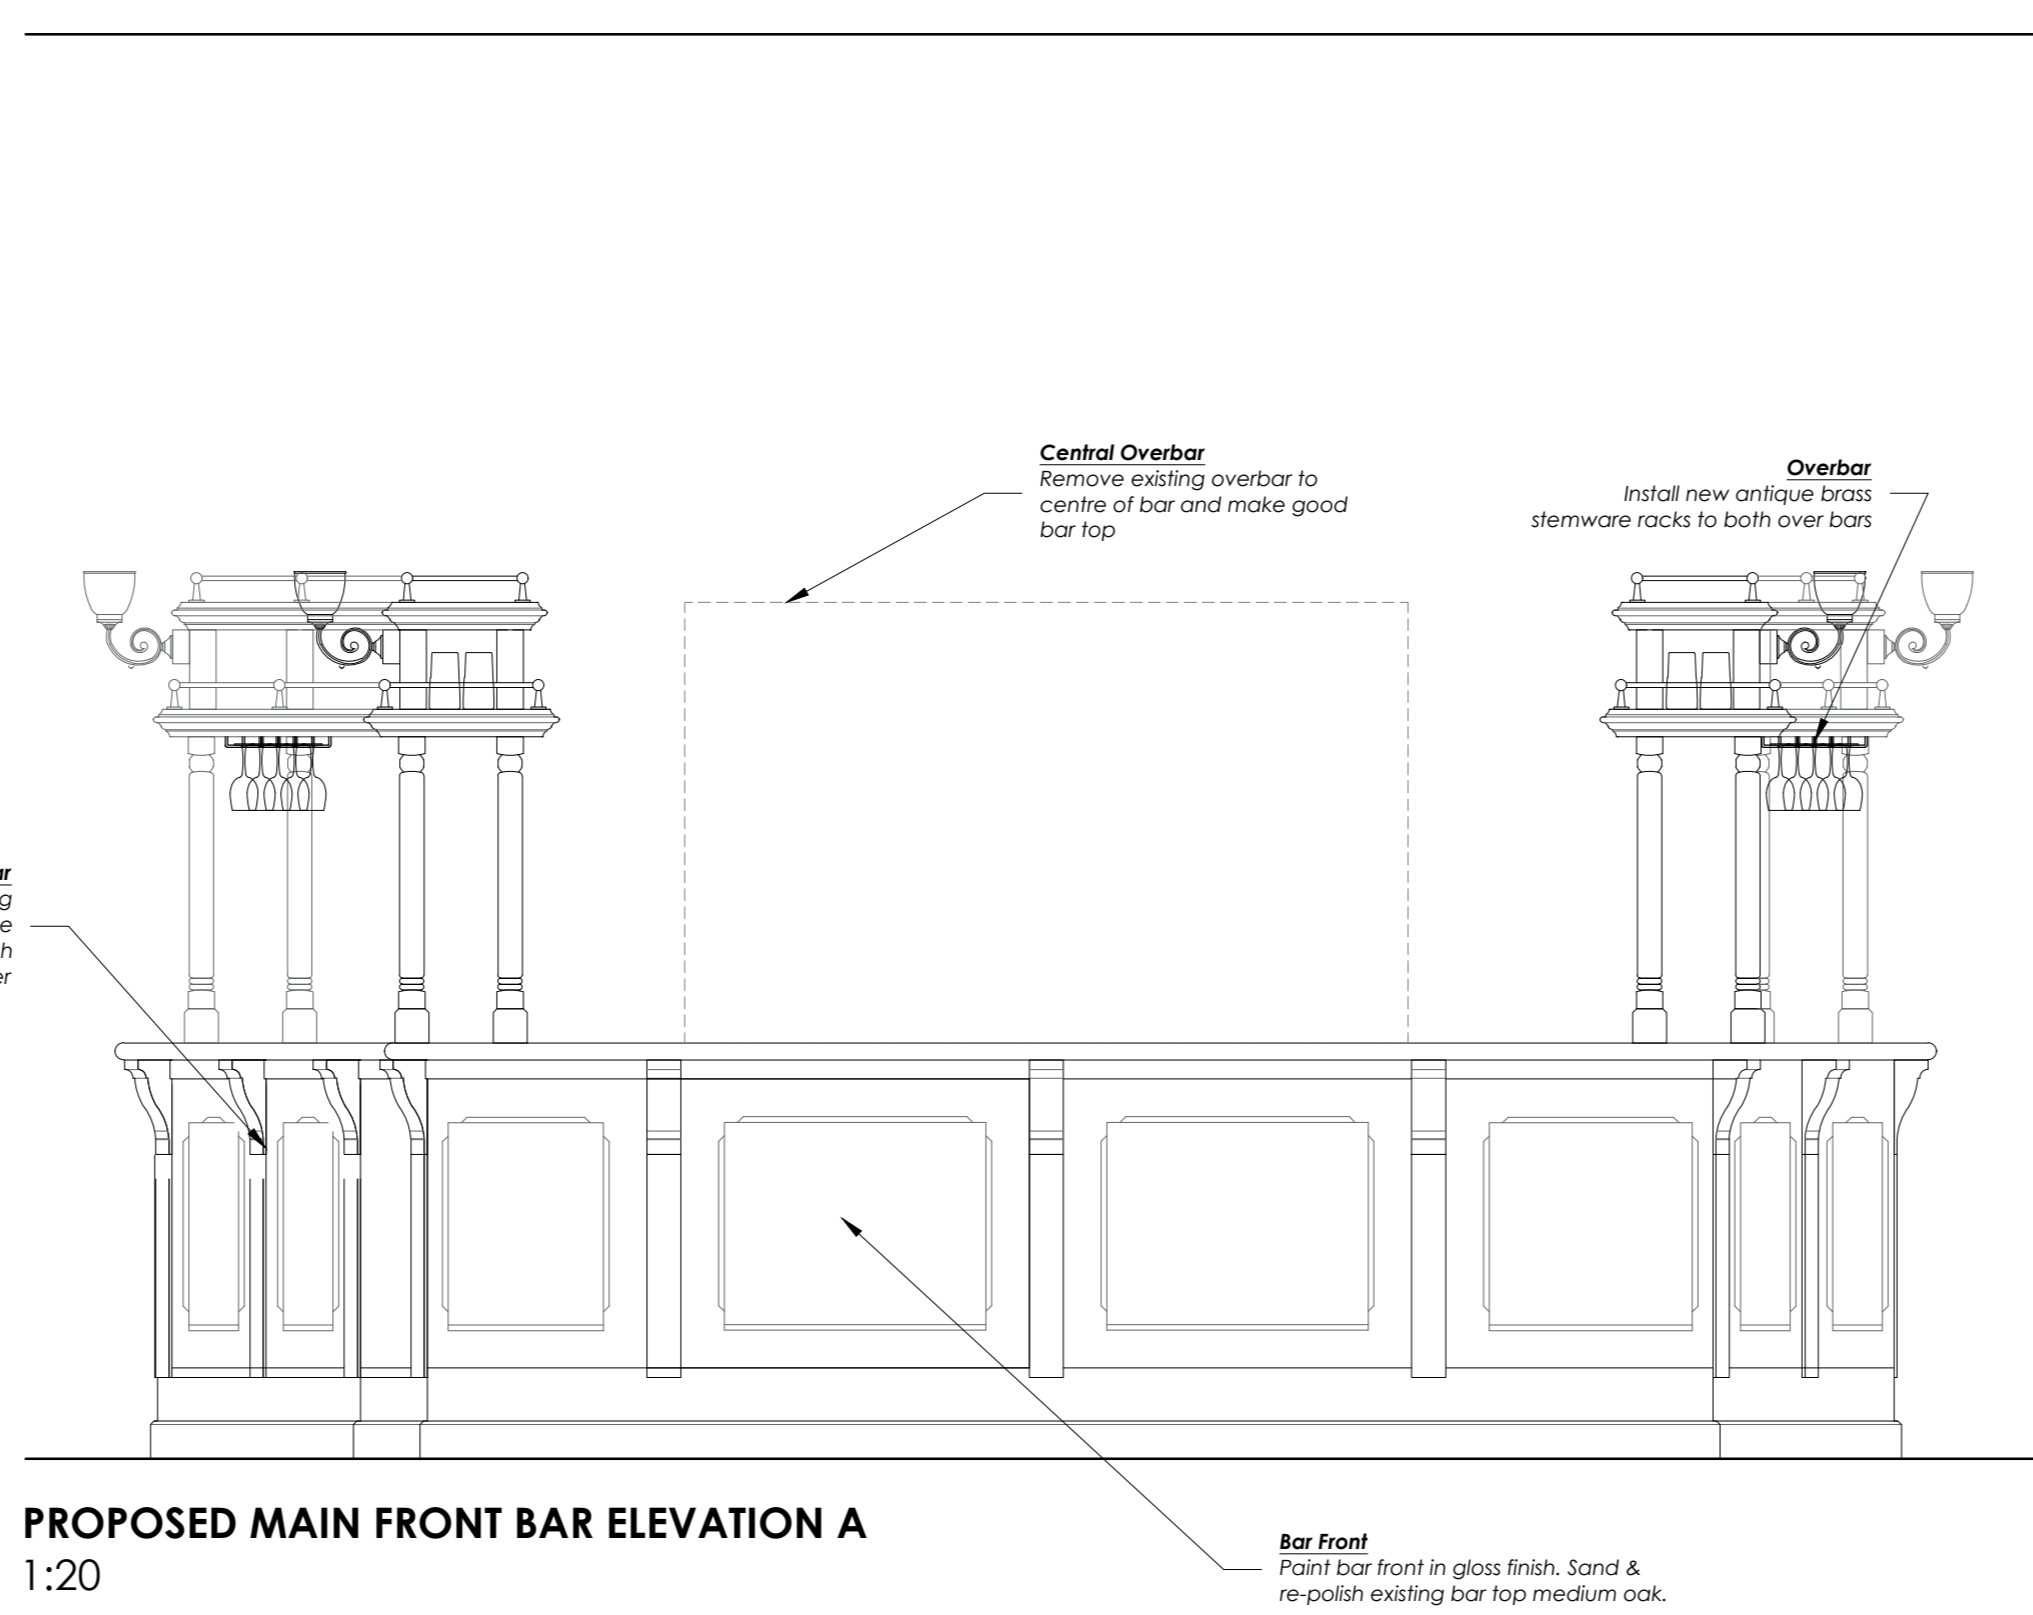 Central Overbar
Remove existing overbar to
centre of bar and make good
bar top
Overbar
Install new antique brass
stemware racks to both over bars
PROPOSED MAIN FRONT BAR ELEVATION A
1:20
Bar Front
Paint bar front in gloss finish. Sand &
re-polish existing bar top medium oak.